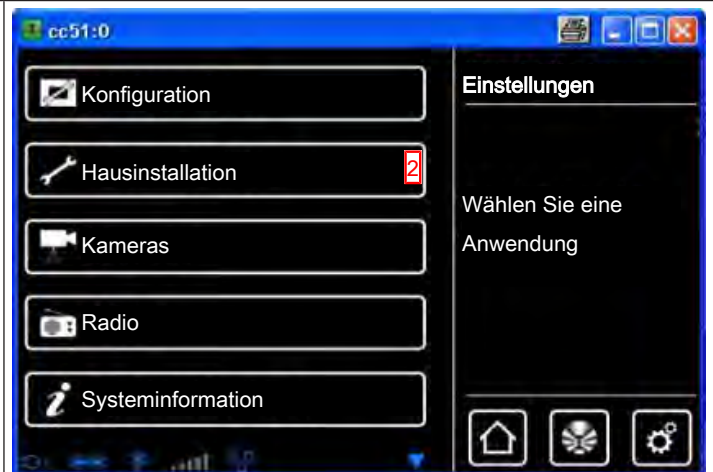 cc51:0
Konfiguration
Hausinstallation 2
Kameras
Radio
Systeminformation
Einstellungen
Wählen Sie eine
Anwendung